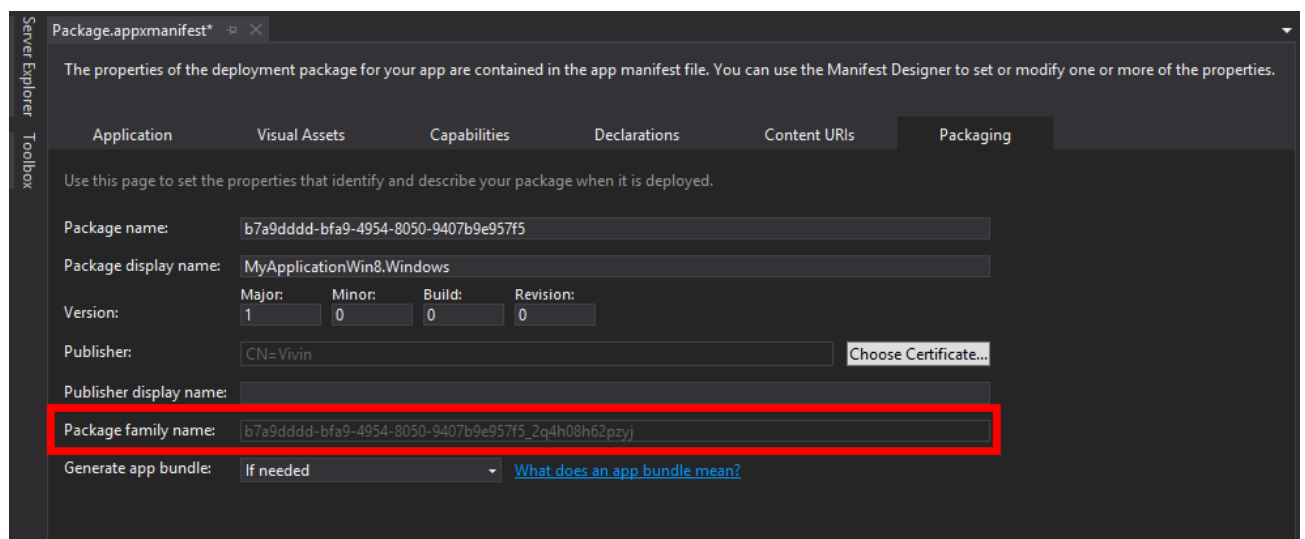 Server Explorer
Toolbox
Package.appxmanifest*
The properties of the deployment package for your app are contained in the app manifest file. You can use the Manifest Designer to set or modify one or more of the properties.
Application Visual Assets Capabilities Declarations Content URIs Packaging
Use this page to set the properties that identify and describe your package when it is deployed.
Package name: b7a9dddd-bfa9-4954-8050-9407b9e957f5
Package display name: MyApplicationWin8.Windows
Major: Minor: Build: Revision:
Version: 1 0 0 0
Publisher: CN=Vivin Choose Certificate...
Publisher display name:
Package family name: b7a9dddd-bfa9-4954-8050-9407b9e957f5_2q4h08h62pzyj
Generate app bundle: If needed What does an app bundle mean?